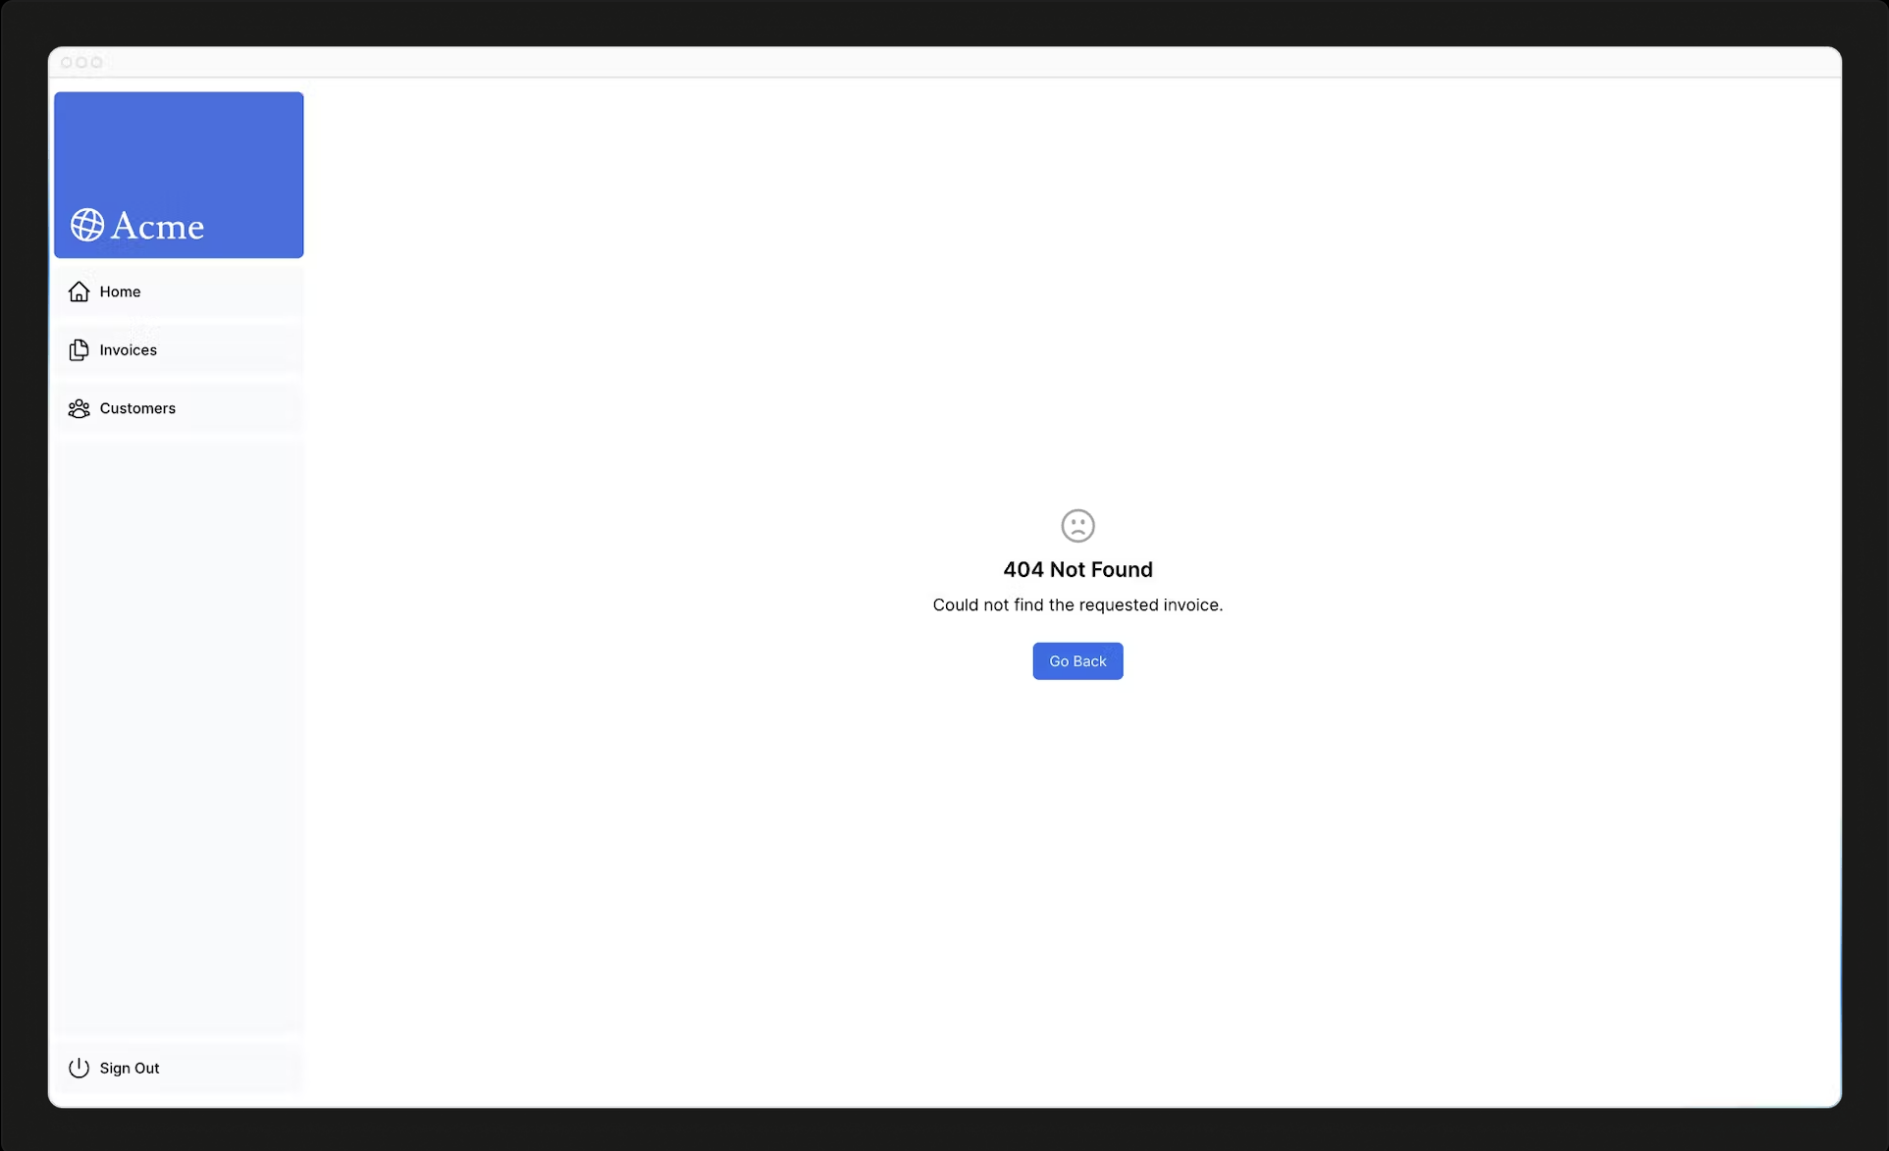 Acme
Home
Invoices
Customers
404 Not Found
Could not find the requested invoice.
Go Back
Sign Out